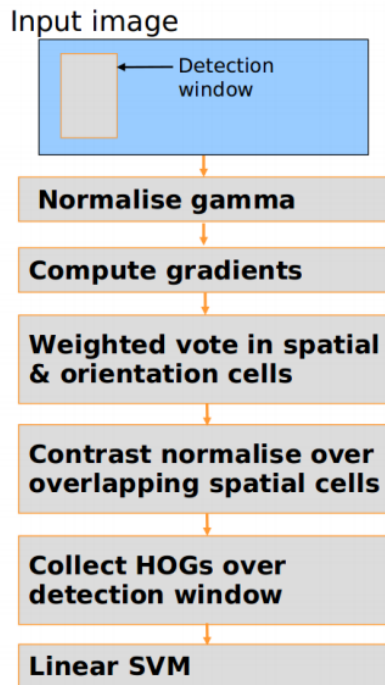 Input image
Detection
window
Normalise gamma
Compute gradients
Weighted vote in spatial
& orientation cells
Contrast normalise over
overlapping spatial cells
Collect HOGs over
detection window
Linear SVM